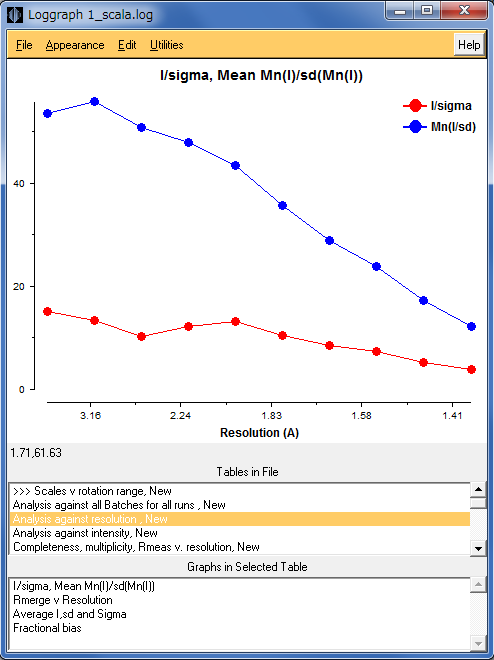 Loggraph 1_scala.log
File Appearance Edit Utilities Help
I/sigma, Mean Mn(I)/sd(Mn(I))
I/sigma
Mn(I/sd)
40
20
0
3.16 2.24 1.83 1.58 1.41
Resolution (A)
1.71,61.63
Tables in File
>>> Scales v rotation range, New
Analysis against all Batches for all runs , New
Analysis against resolution , New
Analysis against intensity, New
Completeness, multiplicity, Rmeas v. resolution, New
Graphs in Selected Table
I/sigma, Mean Mn(I)/sd(Mn(I))
Rmerge v Resolution
Average I,sd and Sigma
Fractional bias